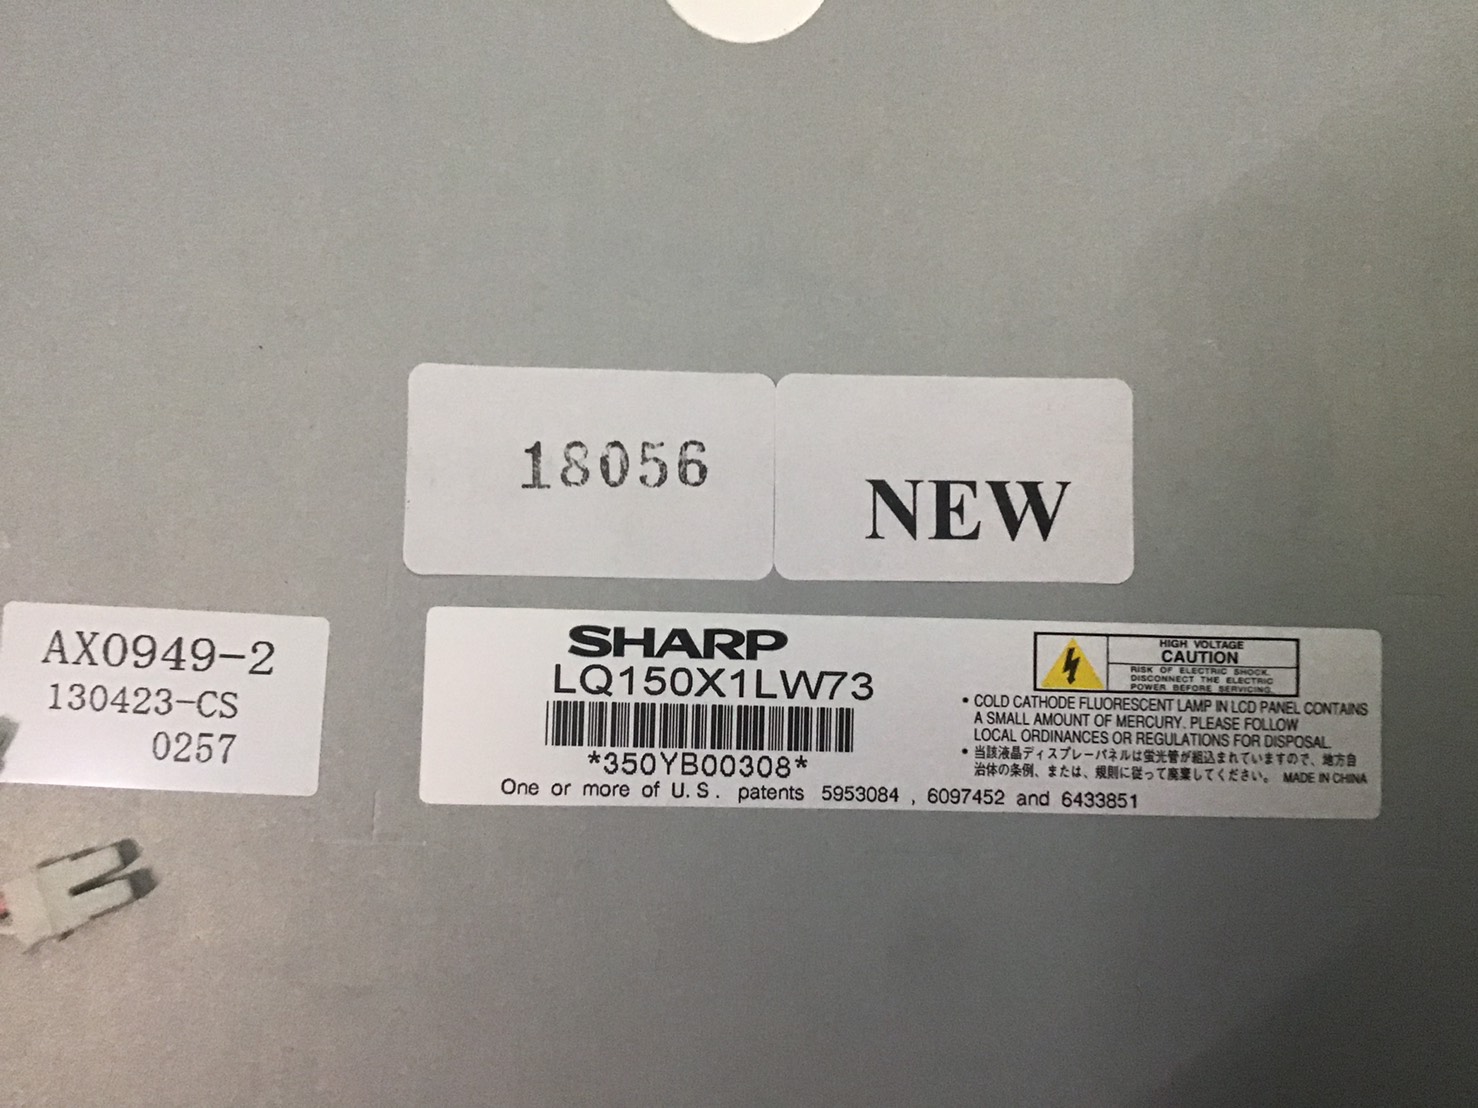 18056
NEW
AX0949-2
130423-CS
0257
SHARP
LQ150X1LW73
*350YB00308*
One or more of U.S. patents 5953084 , 6097452 and 6433851
HIGH VOLTAGE
CAUTION
RISK OF ELECTRIC SHOCK.
DISCONNECT THE ELECTRIC
POWER BEFORE SERVICING.
• COLD CATHODE FLUORESCENT LAMP IN LCD PANEL CONTAINS
A SMALL AMOUNT OF MERCURY. PLEASE FOLLOW
LOCAL ORDINANCES OR REGULATIONS FOR DISPOSAL.
• 当該液晶ディスプレーパネルは蛍光管が組込まれていますので、地方自
治体の条例、または、規則に従って廃棄してください。 MADE IN CHINA